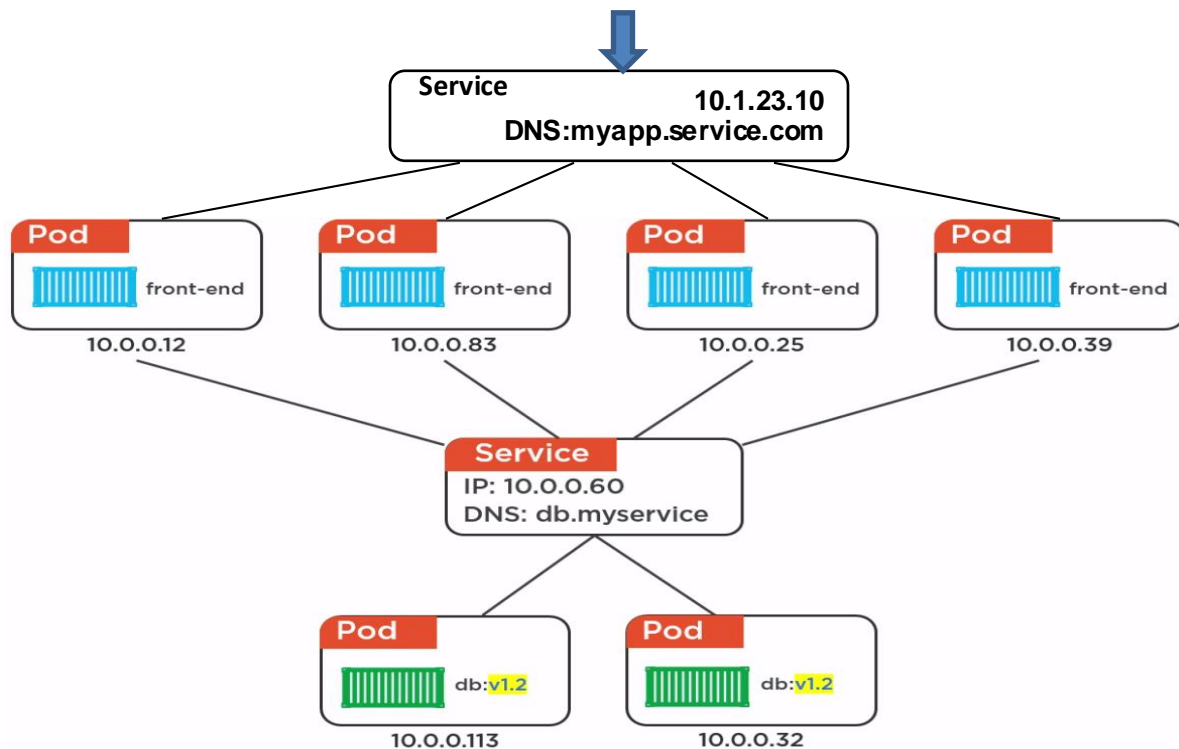 Service
10.1.23.10
DNS:myapp.service.com
Pod
front-end
10.0.0.12
Pod
front-end
10.0.0.83
Pod
front-end
10.0.0.25
Pod
front-end
10.0.0.39
Service
IP: 10.0.0.60
DNS: db.myservice
Pod
db:v1.2
10.0.0.113
Pod
db:v1.2
10.0.0.32